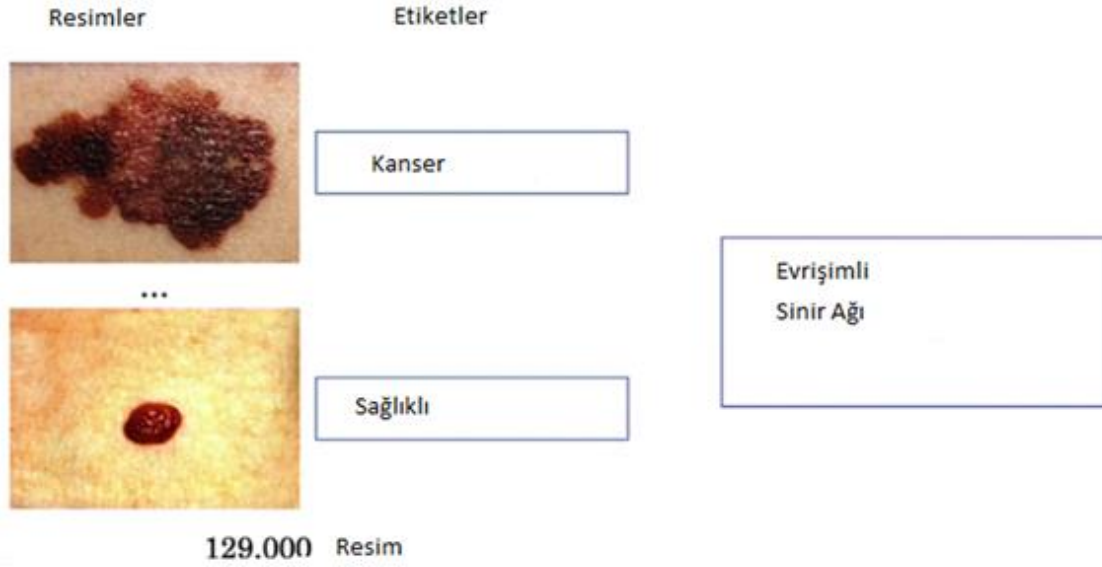 Resimler
Etiketler
Kanser
...
Evrişimli
Sinir Ağı
Sağlıklı
129.000 Resim